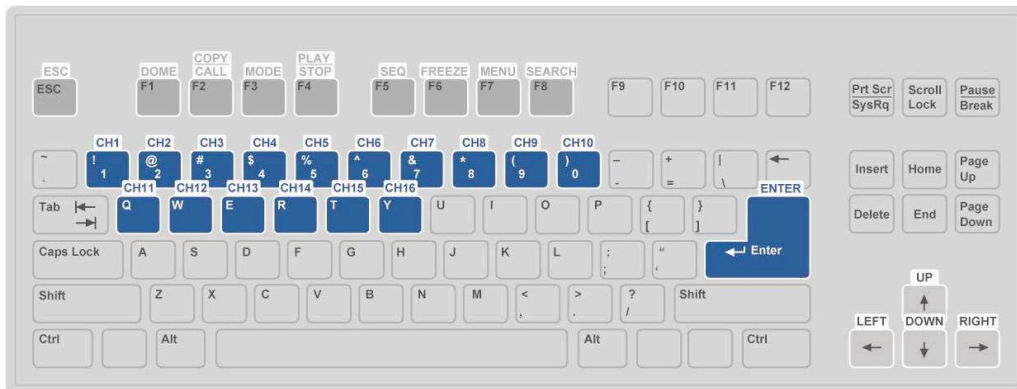 COPY PLAY
ESC DOME CALL MODE STOP SEQ FREEZE MENU SEARCH
ESC F1 F2 F3 F4 F5 F6 F7 F8 F9 F10 F11 F12 Prt Scr Scroll Pause
SysRq Lock Break
CH1 CH2 CH3 CH4 CH5 CH6 CH7 CH8 CH9 CH10
~ ! @ # $ % ^ & * ( ) – + |
. 1 2 3 4 5 6 7 8 9 0 - = \
Insert Home Page Up
CH11 CH12 CH13 CH14 CH15 CH16 ENTER
Tab Q W E R T Y U I O P { }
[ ]
Delete End Page Down
Caps Lock A S D F G H J K L : “ Enter
; ‘
UP
Shift Z X C V B N M < > ? Shift
, . /
LEFT DOWN RIGHT
Ctrl Alt Alt Ctrl